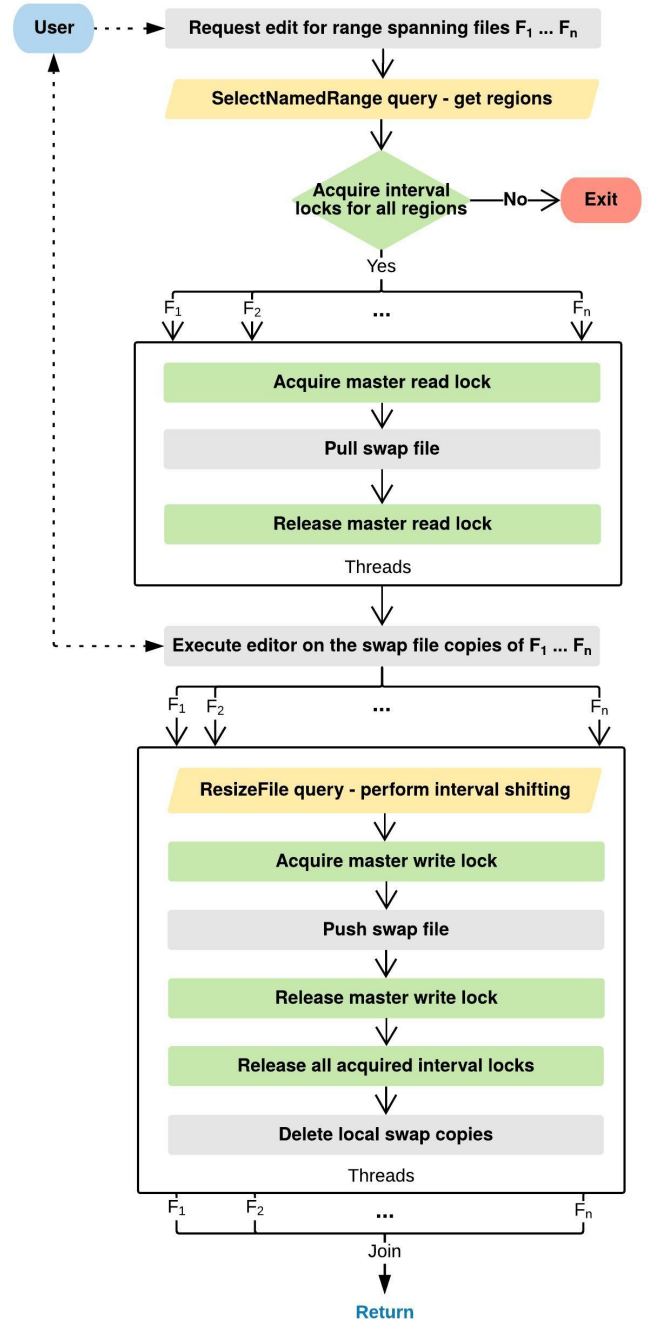 User
Request edit for range spanning files F₁ ... Fₙ
SelectNamedRange query - get regions
Acquire interval
locks for all regions
No
Exit
Yes
F₁
F₂
...
Fₙ
Acquire master read lock
Pull swap file
Release master read lock
Threads
Execute editor on the swap file copies of F₁ ... Fₙ
F₁
F₂
...
Fₙ
ResizeFile query - perform interval shifting
Acquire master write lock
Push swap file
Release master write lock
Release all acquired interval locks
Delete local swap copies
Threads
F₁
F₂
...
Fₙ
Join
Return